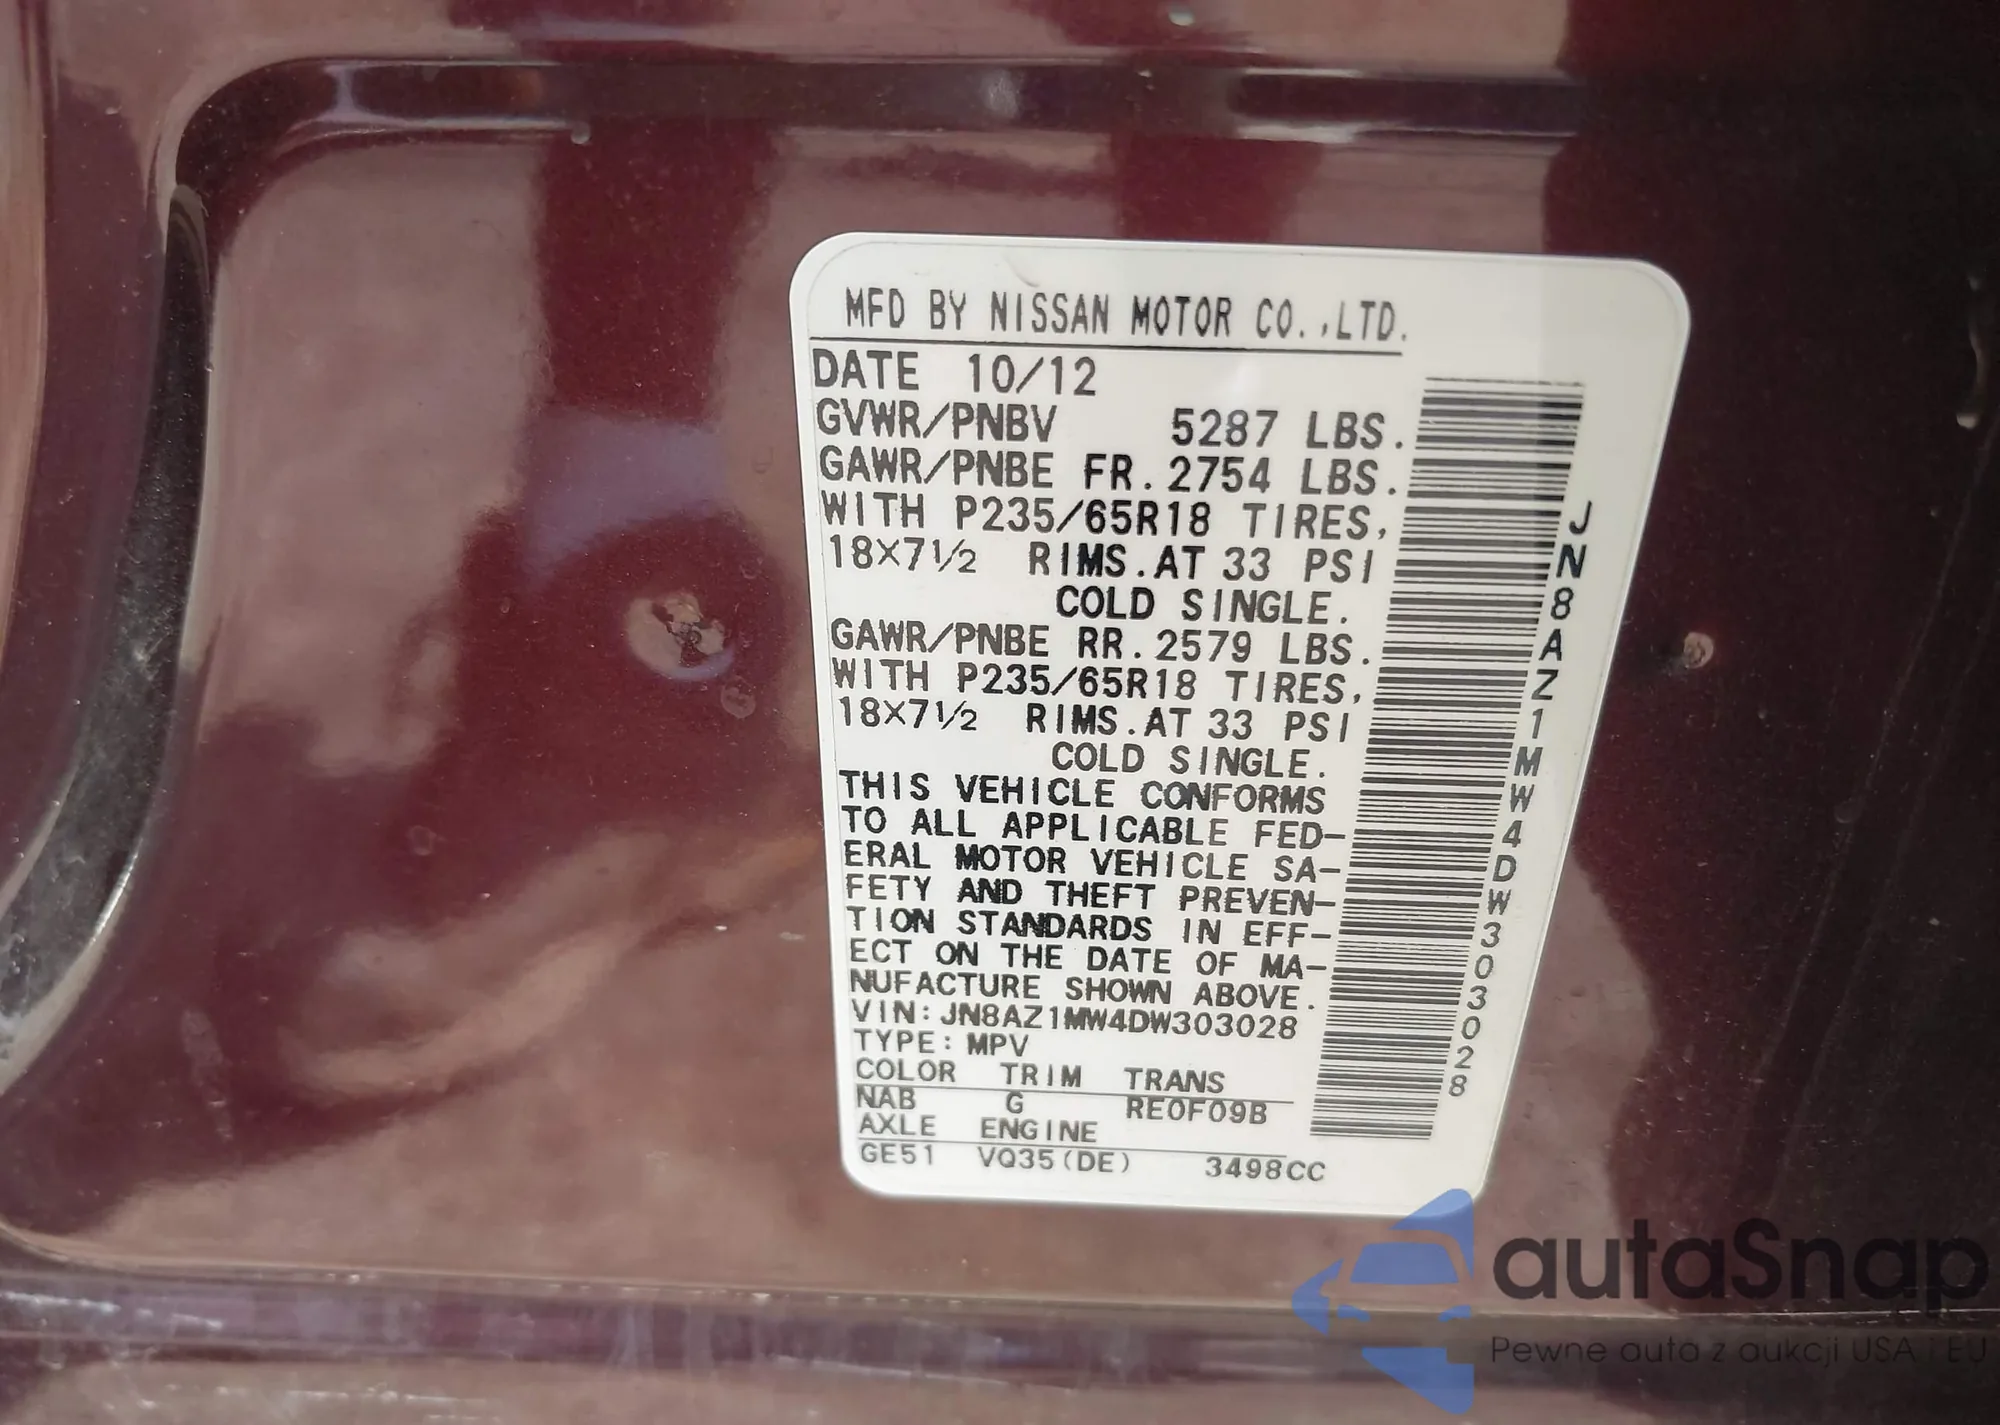 MFD BY NISSAN MOTOR CO.,LTD.
DATE 10/12
GVWR/PNBV 5287 LBS.
GAWR/PNBE FR. 2754 LBS.
WITH P235/65R18 TIRES,
18×7 1/2 RIMS.AT 33 PSI
COLD SINGLE.
GAWR/PNBE RR. 2579 LBS.
WITH P235/65R18 TIRES,
18×7 1/2 RIMS.AT 33 PSI
COLD SINGLE.
THIS VEHICLE CONFORMS
TO ALL APPLICABLE FED-
ERAL MOTOR VEHICLE SA-
FETY AND THEFT PREVEN-
TION STANDARDS IN EFF-
ECT ON THE DATE OF MA-
NUFACTURE SHOWN ABOVE.
VIN: JN8AZ1MW4DW303028
TYPE: MPV
COLOR TRIM TRANS
NAB G RE0F09B
AXLE ENGINE
GE51 VQ35(DE) 3498CC
JN8AZ1MW4DW303028
autaSnap
Pewne auta z aukcji USA i EU